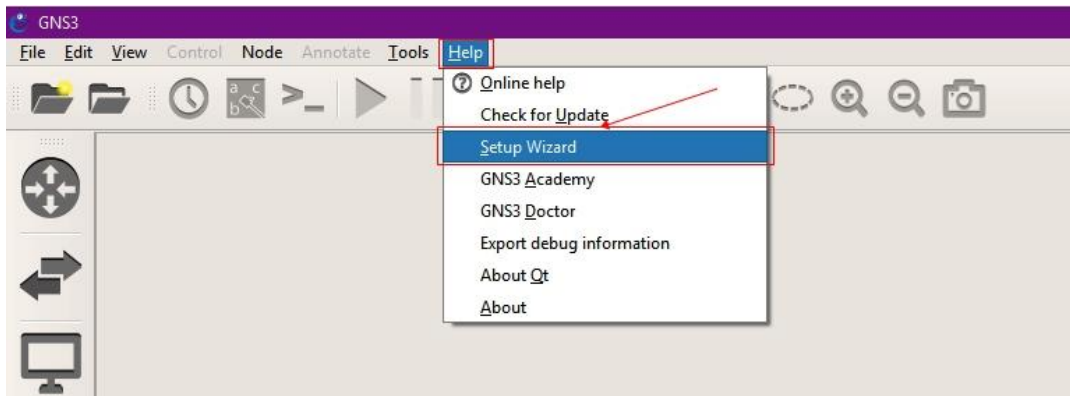 GNS3
File Edit View Control Node Annotate Tools Help
Online help
Check for Update
Setup Wizard
GNS3 Academy
GNS3 Doctor
Export debug information
About Qt
About